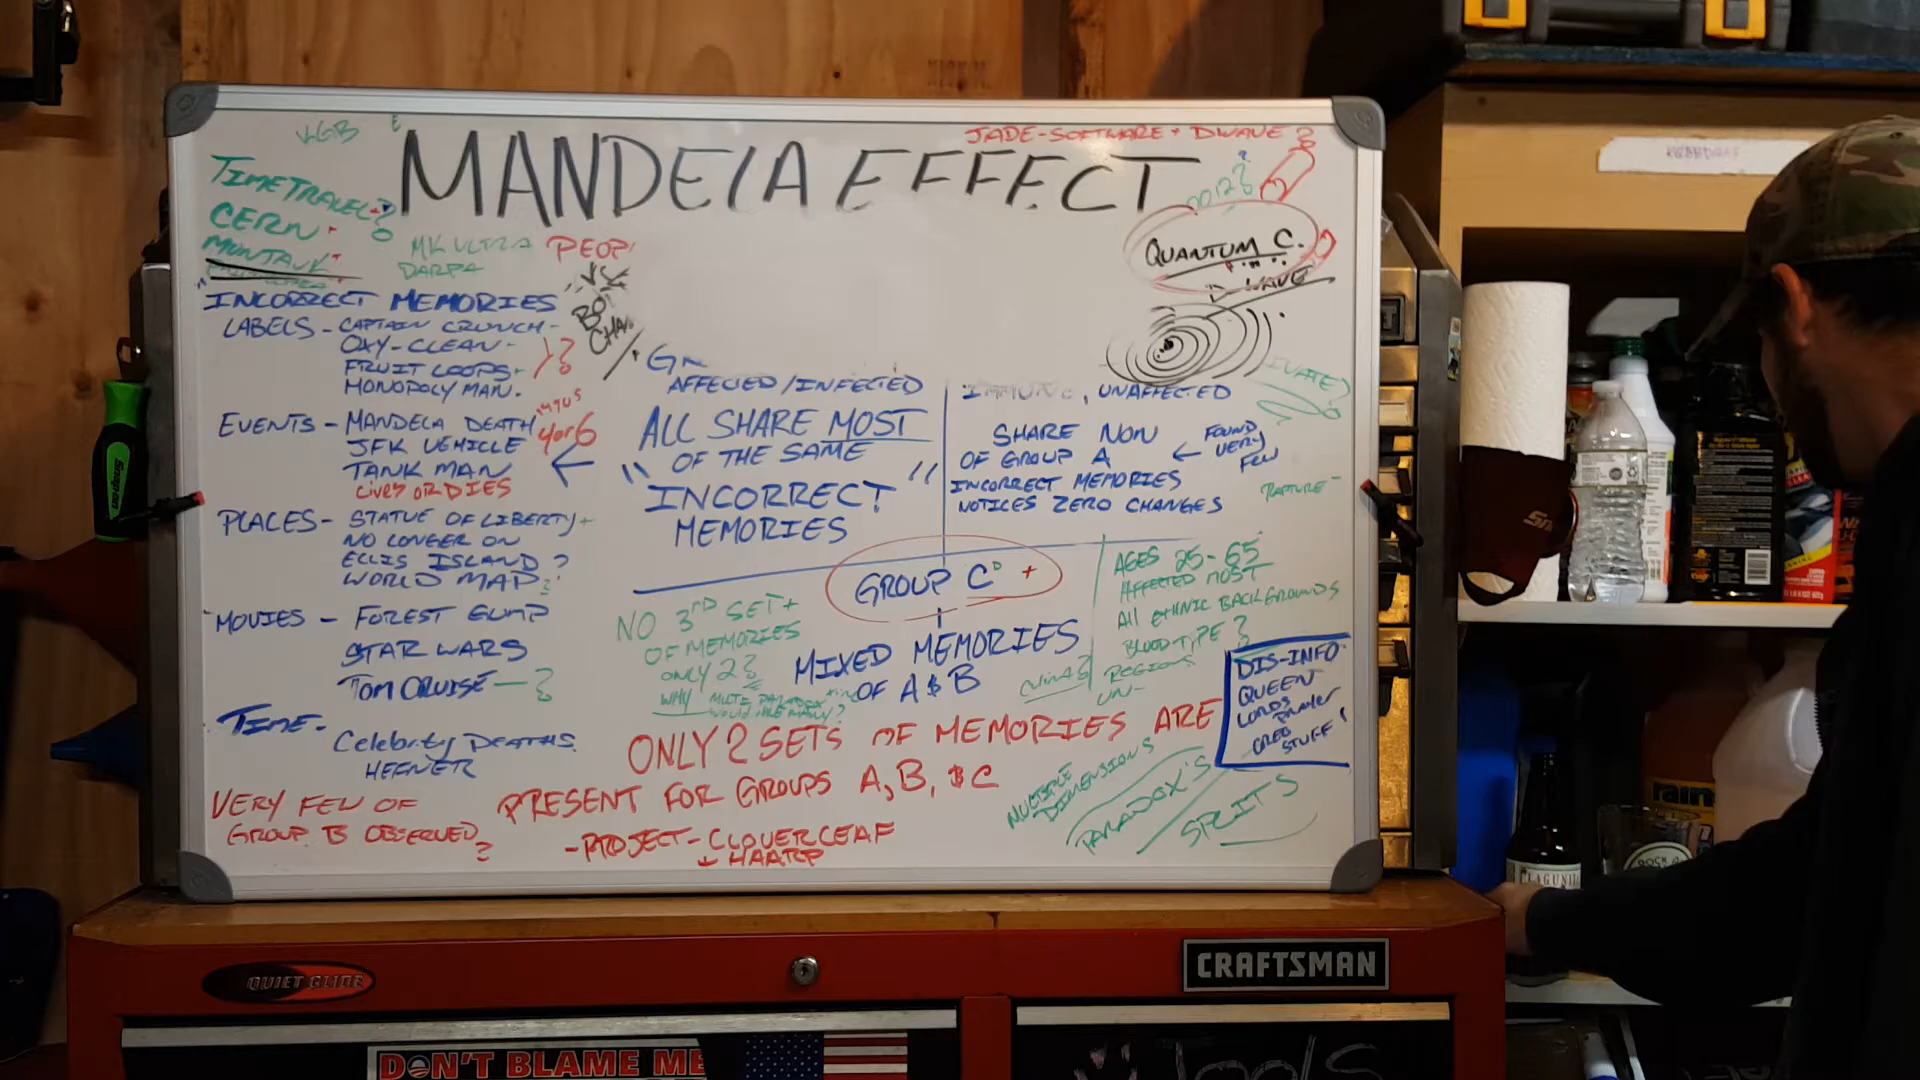 MANDELA EFFECT
JADE-SOFTWARE + DWAVE ?
TIME TRAVEL?
CERN
MONTAUK
MK ULTRA
DARPA
PEOP
QUANTUM C.
D-WAVE
"INCORRECT MEMORIES
LABELS - CAPTAIN CRUNCH -
OXY-CLEAN -
FRUIT LOOPS -
MONOPOLY MAN.
EVENTS - MANDELA DEATH
JFK VEHICLE 4 or 6
TANK MAN
Lives OR DIES
PLACES - STATUE OF LIBERTY +
NO LONGER ON
ELLIS ISLAND ?
WORLD MAP ?
MOVIES - FOREST GUMP
STAR WARS
TOM CRUISE - ?
TIME -
Celebrity DEATHS.
HEFNER
VERY FEW OF
GROUP B OBSERVED ?
AFFECTED/INFECTED
ALL SHARE MOST
OF THE SAME
"INCORRECT"
MEMORIES
, UNAFFECTED
SHARE NON
OF GROUP A
INCORRECT MEMORIES
NOTICES ZERO CHANGES
← FOUND
VERY
FEW
RAPTURE -
GROUP C +
MIXED MEMORIES
OF A & B
NO 3RD SET +
OF MEMORIES
ONLY 2?
WHY
AGES 25-65
AFFECTED MOST
All ETHNIC BACKGROUNDS
BLOOD-TYPE ?
REGIONS
UN-
CHINA?
DIS-INFO
QUEEN
LORDS PRAYER
STUFF!
ONLY 2 SETS OF MEMORIES ARE
PRESENT FOR GROUPS A, B, & C
- PROJECT - CLOVERLEAF
HAARP
MULTIPLE
DIMENSIONS
PARADOX'S
SPLITS
QUIET GLIDE
CRAFTSMAN
DON'T BLAME ME